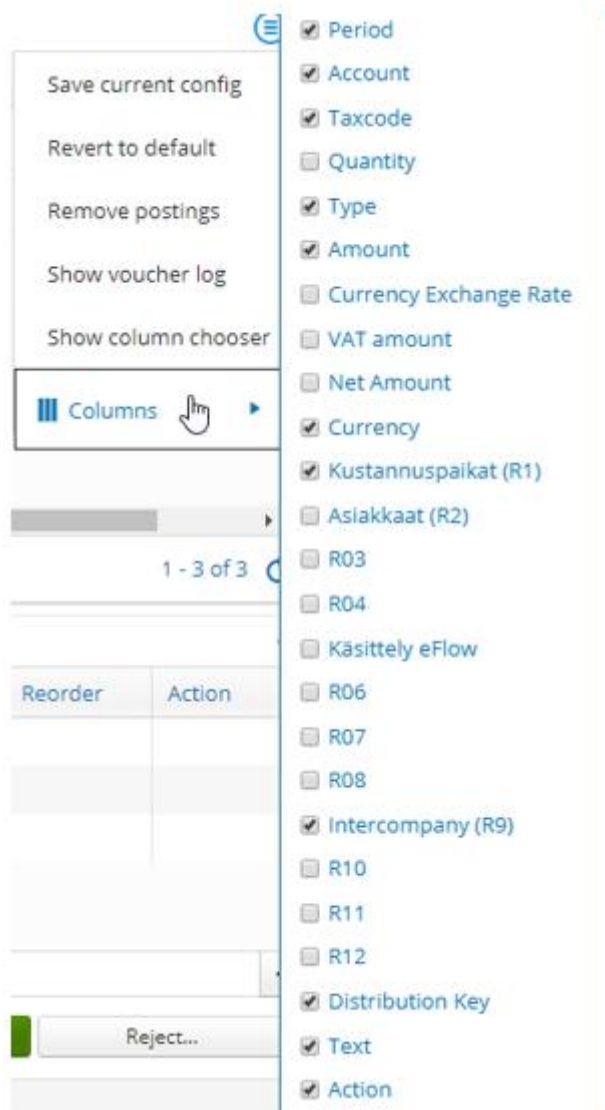 Save current config
Revert to default
Remove postings
Show voucher log
Show column chooser
Columns
1 - 3 of 3
Reorder
Action
Reject...
Period
Account
Taxcode
Quantity
Type
Amount
Currency Exchange Rate
VAT amount
Net Amount
Currency
Kustannuspaikat (R1)
Asiakkaat (R2)
R03
R04
Käsittely eFlow
R06
R07
R08
Intercompany (R9)
R10
R11
R12
Distribution Key
Text
Action